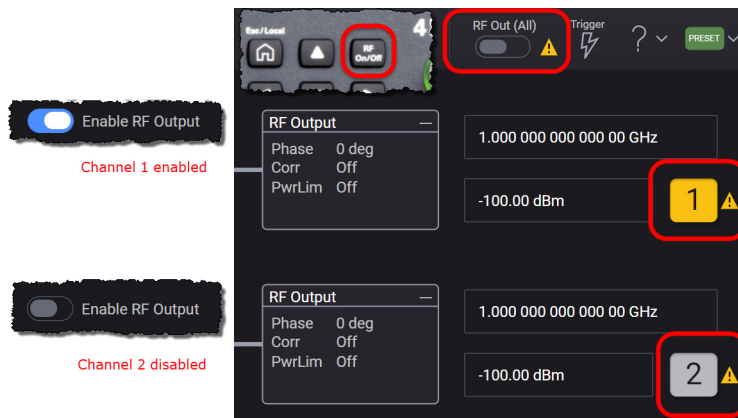 Esc/Local
RF
On/Off
4
RF Out (All)
Trigger
?
PRESET
Enable RF Output
Channel 1 enabled
RF Output ---
Phase 0 deg
Corr Off
PwrLim Off
1.000 000 000 000 00 GHz
-100.00 dBm
1
Enable RF Output
Channel 2 disabled
RF Output ---
Phase 0 deg
Corr Off
PwrLim Off
1.000 000 000 000 00 GHz
-100.00 dBm
2